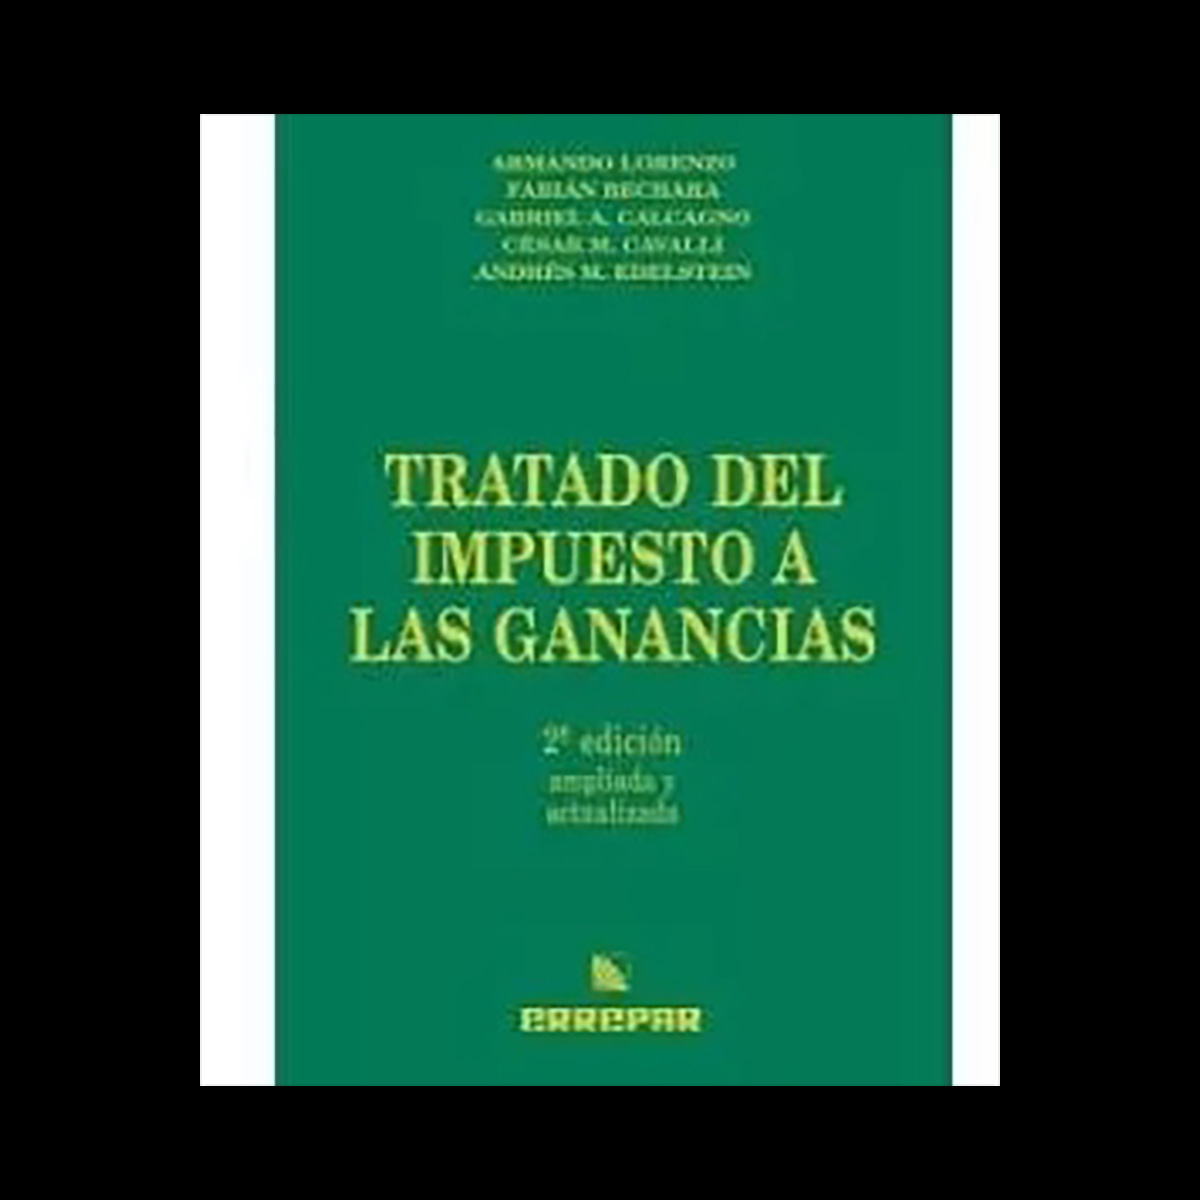 ARMANDO LORENZO
FABIÁN BECHARA
GABRIEL A. CALCAGNO
CÉSAR M. CAVALLI
ANDRÉS M. EDELSTEIN
TRATADO DEL
IMPUESTO A
LAS GANANCIAS
2ª edición
ampliada y
actualizada
ERREPAR